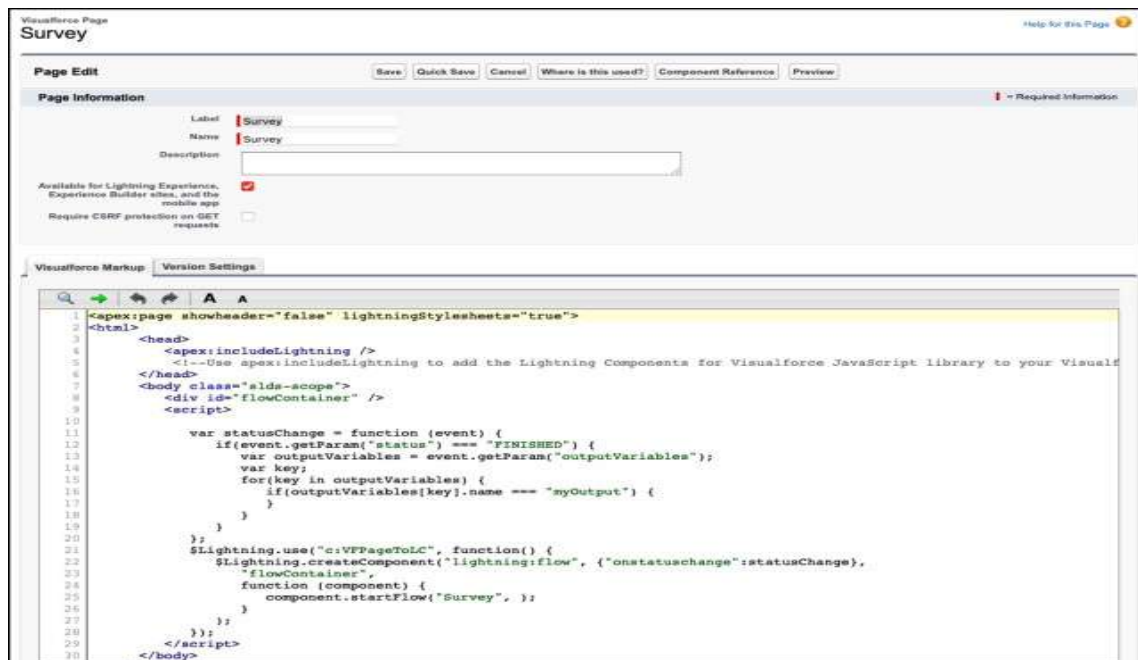 Visualforce Page
Survey
Help for this Page
Page Edit
Save Quick Save Cancel Where is this used? Component Reference Preview
Page Information
= Required Information
Label Survey
Name Survey
Description
Available for Lightning Experience,
Experience Builder sites, and the
mobile app
Require CSRF protection on GET
requests
Visualforce Markup Version Settings
A A
1 <apex:page showheader="false" lightningStylesheets="true">
2 <html>
3 <head>
4 <apex:includeLightning />
5 <!--Use apex:includeLightning to add the Lightning Components for Visualforce JavaScript library to your Visualf
6 </head>
7 <body class="slds-scope">
8 <div id="flowContainer" />
9 <script>
10
11 var statusChange = function (event) {
12 if(event.getParam("status") === "FINISHED") {
13 var outputVariables = event.getParam("outputVariables");
14 var key;
15 for(key in outputVariables) {
16 if(outputVariables[key].name === "myOutput") {
17 }
18 }
19 }
20 };
21 $Lightning.use("c:VFPageToLC", function() {
22 $Lightning.createComponent("lightning:flow", {"onstatuschange":statusChange},
23 "flowContainer",
24 function (component) {
25 component.startFlow("Survey", );
26 }
27 );
28 });
29 </script>
30 </body>